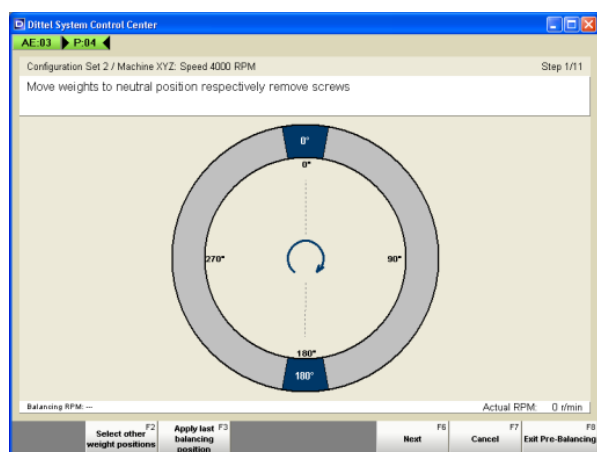 Dittel System Control Center
AE:03 P:04
Configuration Set 2 / Machine XYZ: Speed 4000 RPM Step 1/11
Move weights to neutral position respectively remove screws
0°
0°
270° 90°
180°
180°
Balancing RPM: --- Actual RPM: 0 r/min
F2 F3 F6 F7 F8
Select other weight positions
Apply last balancing position
Next
Cancel
Exit Pre-Balancing